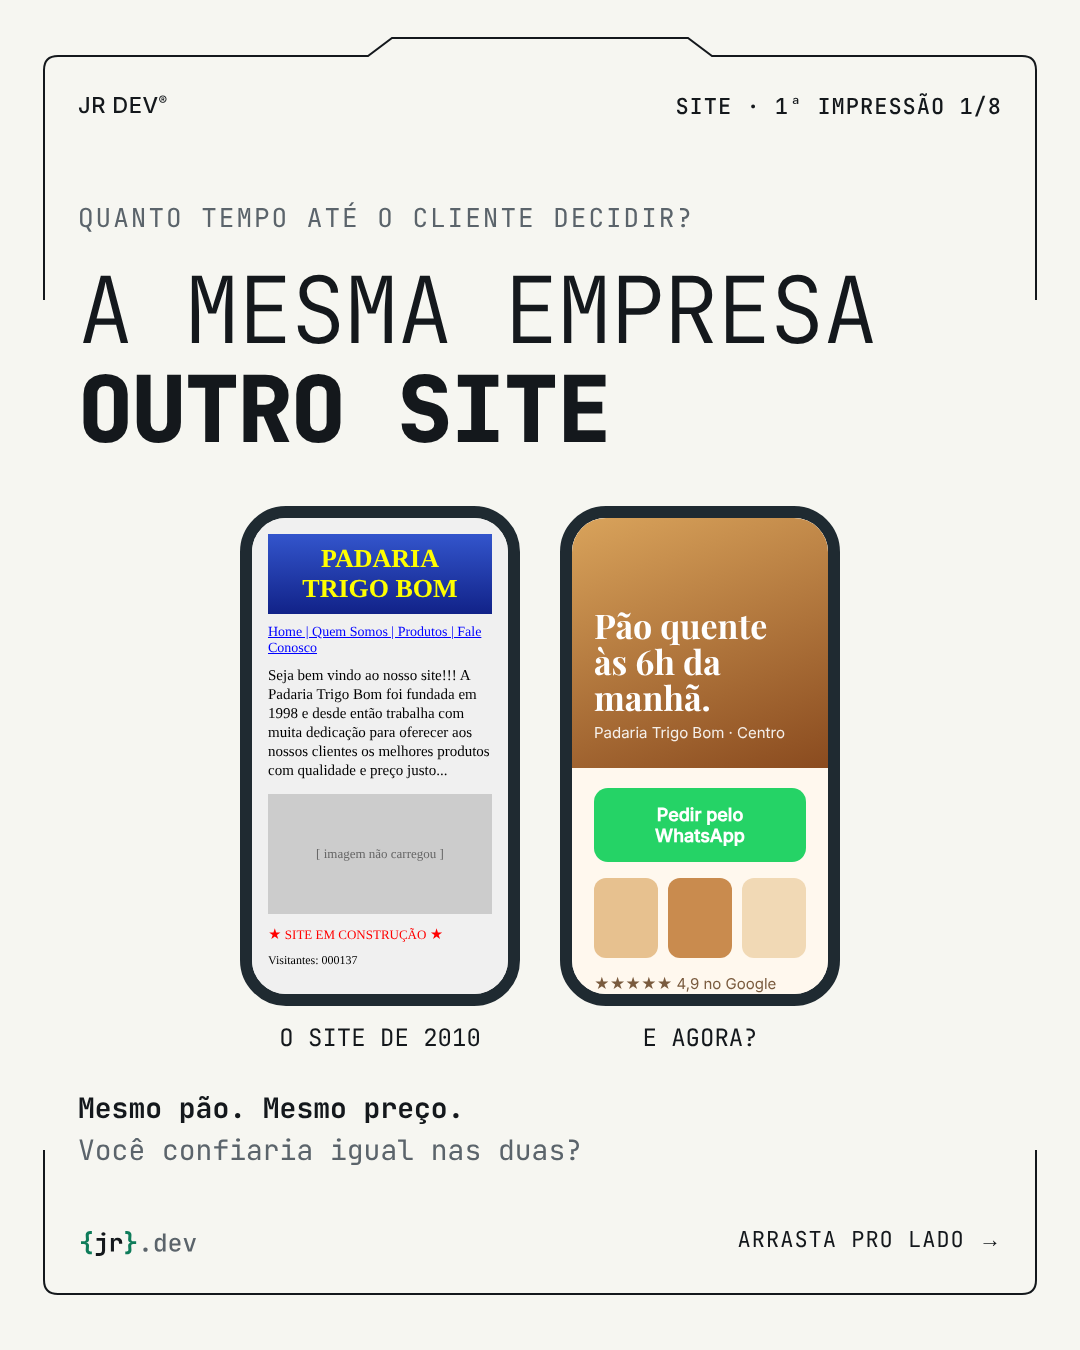 JR DEV®
SITE · 1ª IMPRESSÃO 1/8
QUANTO TEMPO ATÉ O CLIENTE DECIDIR?
A MESMA EMPRESA
OUTRO SITE
PADARIA
TRIGO BOM
Home | Quem Somos | Produtos | Fale
Conosco
Seja bem vindo ao nosso site!!! A
Padaria Trigo Bom foi fundada em
1998 e desde então trabalha com
muita dedicação para oferecer aos
nossos clientes os melhores produtos
com qualidade e preço justo...
[ imagem não carregou ]
★ SITE EM CONSTRUÇÃO ★
Visitantes: 000137
O SITE DE 2010
Pão quente
às 6h da
manhã.
Padaria Trigo Bom · Centro
Pedir pelo
WhatsApp
★★★★★ 4,9 no Google
E AGORA?
Mesmo pão. Mesmo preço.
Você confiaria igual nas duas?
{jr}.dev
ARRASTA PRO LADO →